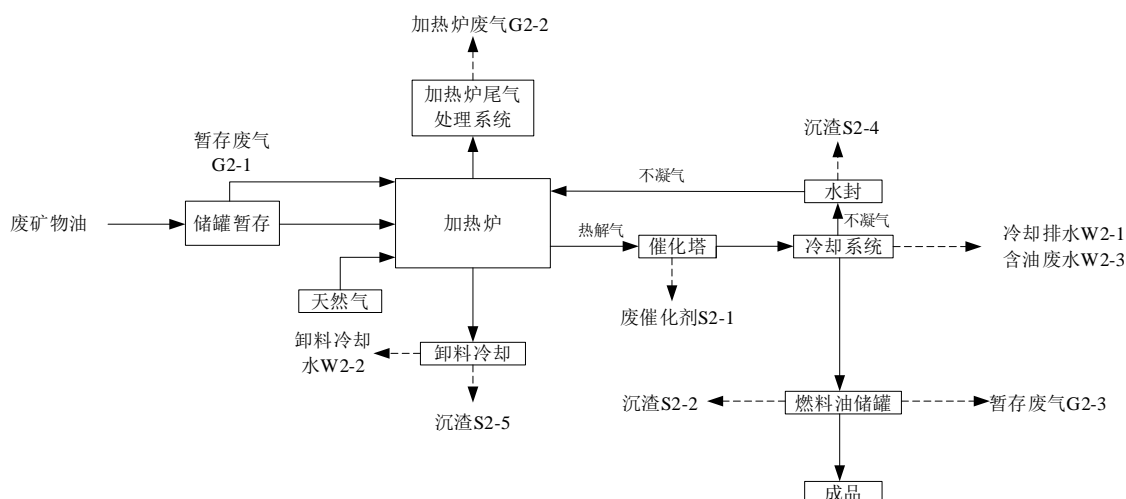 加热炉废气G2-2
加热炉尾气
处理系统
沉渣S2-4
暂存废气
G2-1
不凝气
水封
废矿物油
储罐暂存
加热炉
热解气
催化塔
不凝气
冷却系统
冷却排水W2-1
含油废水W2-3
天然气
废催化剂S2-1
卸料冷却
水W2-2
卸料冷却
沉渣S2-5
沉渣S2-2
燃料油储罐
暂存废气G2-3
成品